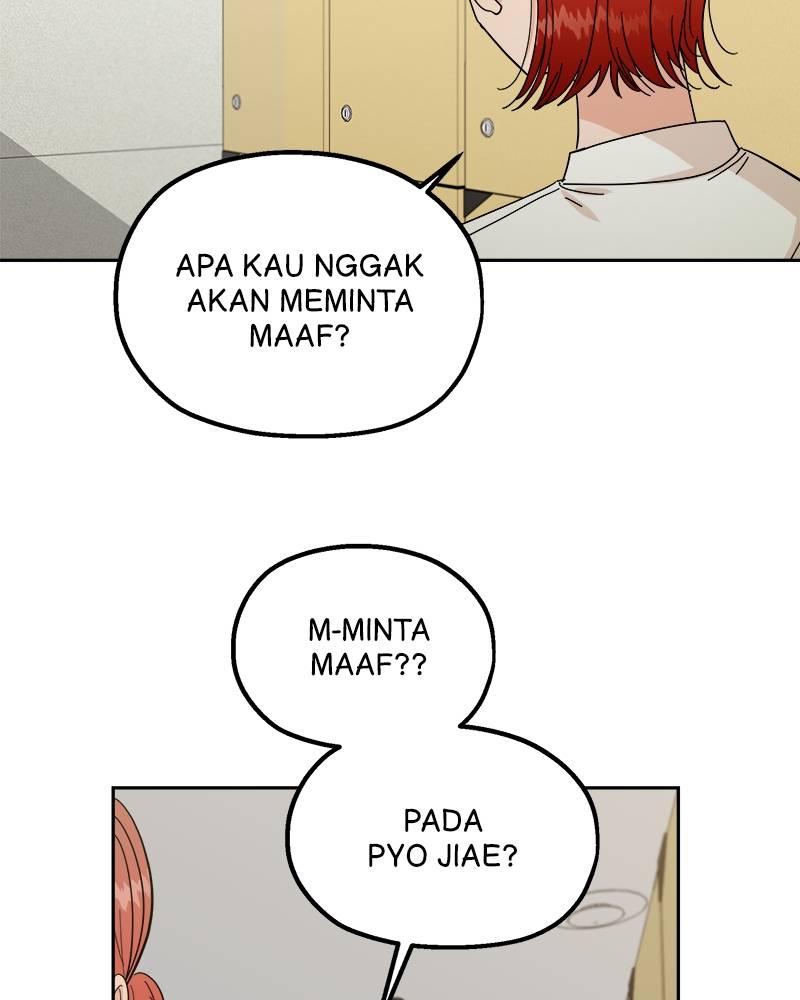 APA KAU NGGAK
AKAN MEMINTA
MAAF?
M-MINTA
MAAF??
PADA
PYO JIAE?